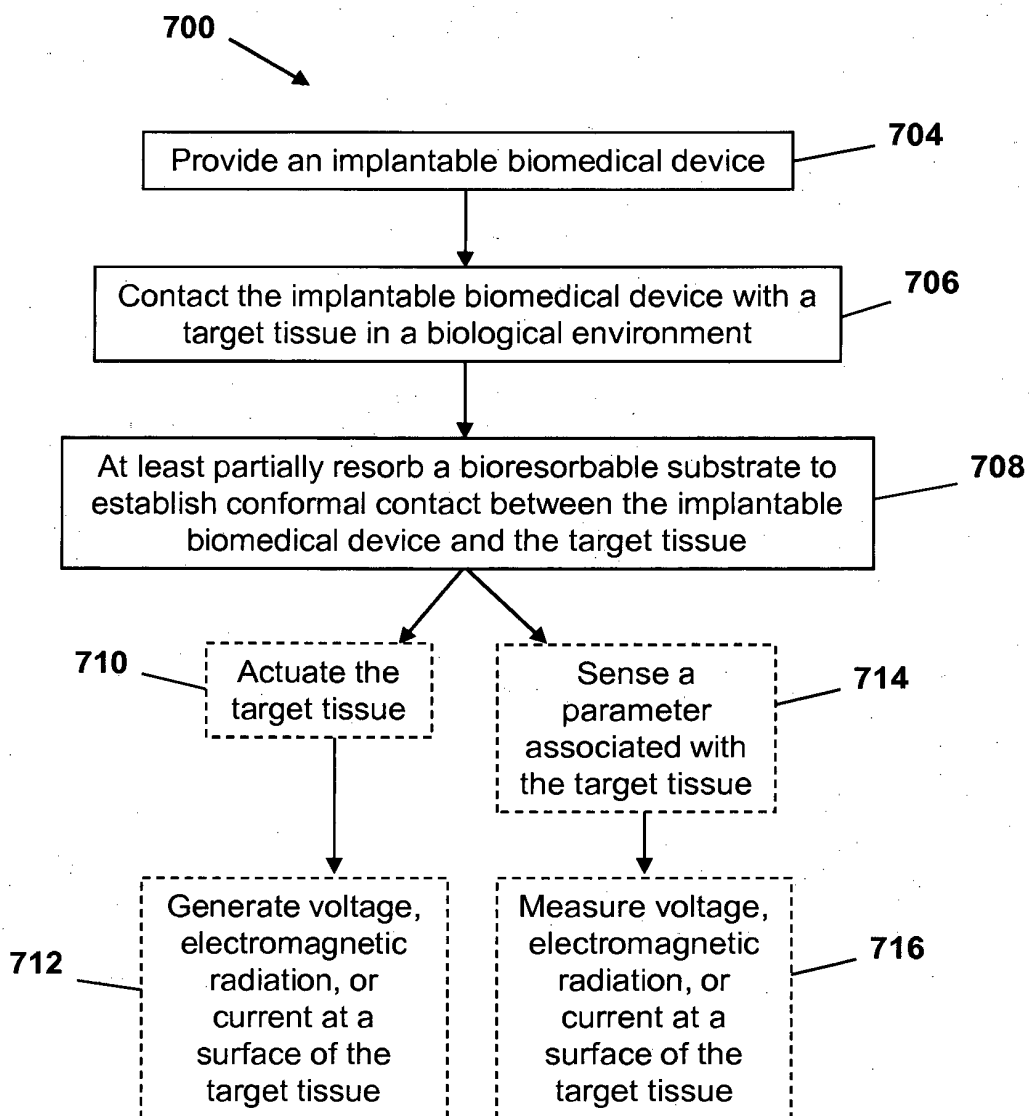 700
Provide an implantable biomedical device
704
Contact the implantable biomedical device with a
target tissue in a biological environment
706
At least partially resorb a bioresorbable substrate to
establish conformal contact between the implantable
biomedical device and the target tissue
708
710
Actuate the
target tissue
Sense a
parameter
associated with
the target tissue
714
712
Generate voltage,
electromagnetic
radiation, or
current at a
surface of the
target tissue
Measure voltage,
electromagnetic
radiation, or
current at a
surface of the
target tissue
716